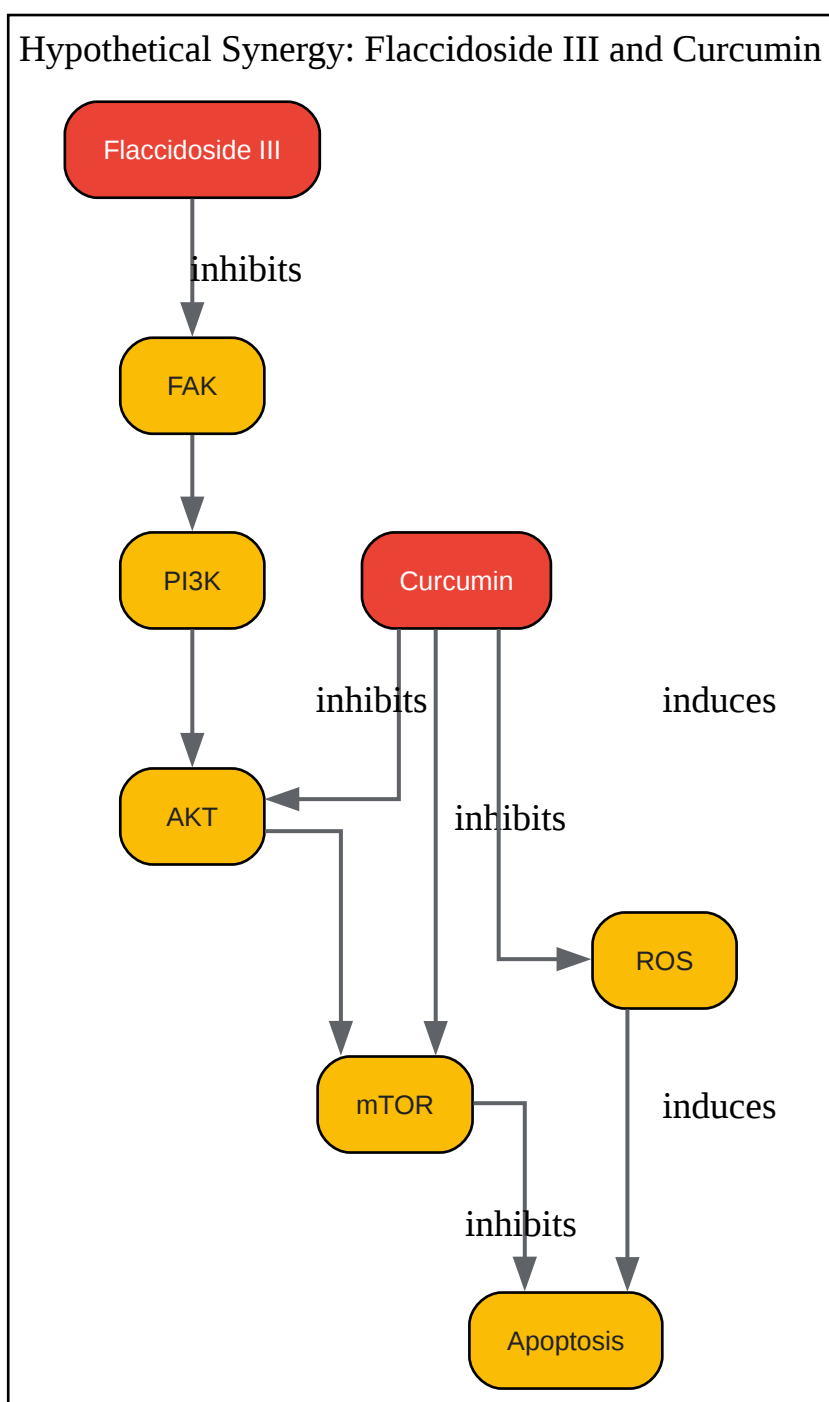 Hypothetical Synergy: Flaccidoside III and Curcumin
Flaccidoside III
inhibits
FAK
PI3K
Curcumin
inhibits
induces
AKT
inhibits
ROS
mTOR
induces
inhibits
Apoptosis